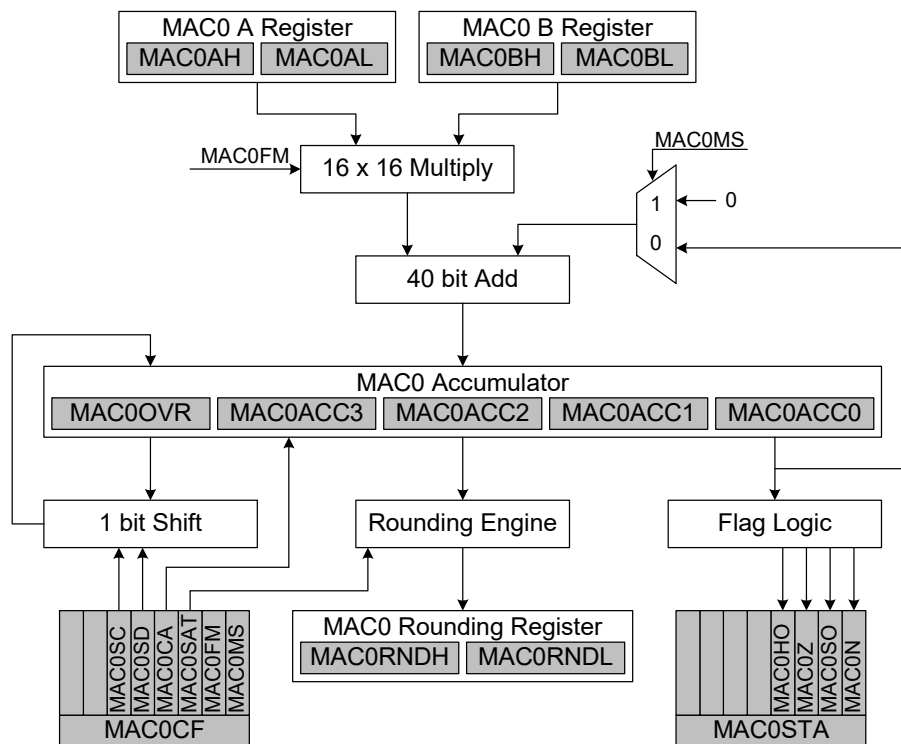 MAC0 A Register
MAC0AH MAC0AL
MAC0 B Register
MAC0BH MAC0BL
MAC0FM
16 x 16 Multiply
MAC0MS
1
0
0
40 bit Add
MAC0 Accumulator
MAC0OVR MAC0ACC3 MAC0ACC2 MAC0ACC1 MAC0ACC0
1 bit Shift
Rounding Engine
Flag Logic
MAC0SC
MAC0SD
MAC0CA
MAC0SAT
MAC0FM
MAC0MS
MAC0CF
MAC0 Rounding Register
MAC0RNDH MAC0RNDL
MAC0HO
MAC0Z
MAC0SO
MAC0N
MAC0STA